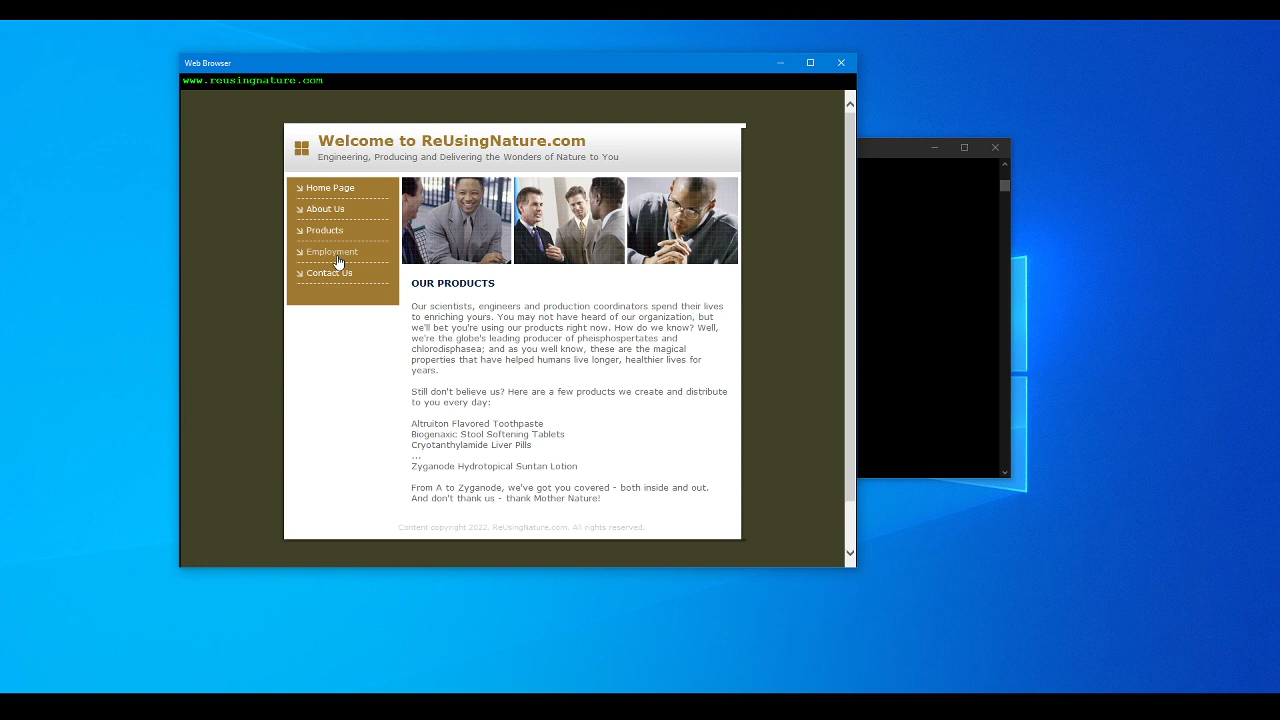 Web Browser
www.reusingnature.com
Welcome to ReUsingNature.com
Engineering, Producing and Delivering the Wonders of Nature to You
Home Page
About Us
Products
Employment
Contact Us
OUR PRODUCTS
Our scientists, engineers and production coordinators spend their lives
to enriching yours. You may not have heard of our organization, but
we'll bet you're using our products right now. How do we know? Well,
we're the globe's leading producer of pheisphospertates and
chlorodisphasea; and as you well know, these are the magical
properties that have helped humans live longer, healthier lives for
years.
Still don't believe us? Here are a few products we create and distribute
to you every day:
Altruiton Flavored Toothpaste
Biogenaxic Stool Softening Tablets
Cryotanthylamide Liver Pills
...
Zyganode Hydrotopical Suntan Lotion
From A to Zyganode, we've got you covered - both inside and out.
And don't thank us - thank Mother Nature!
Content copyright 2022. ReUsingNature.com. All rights reserved.